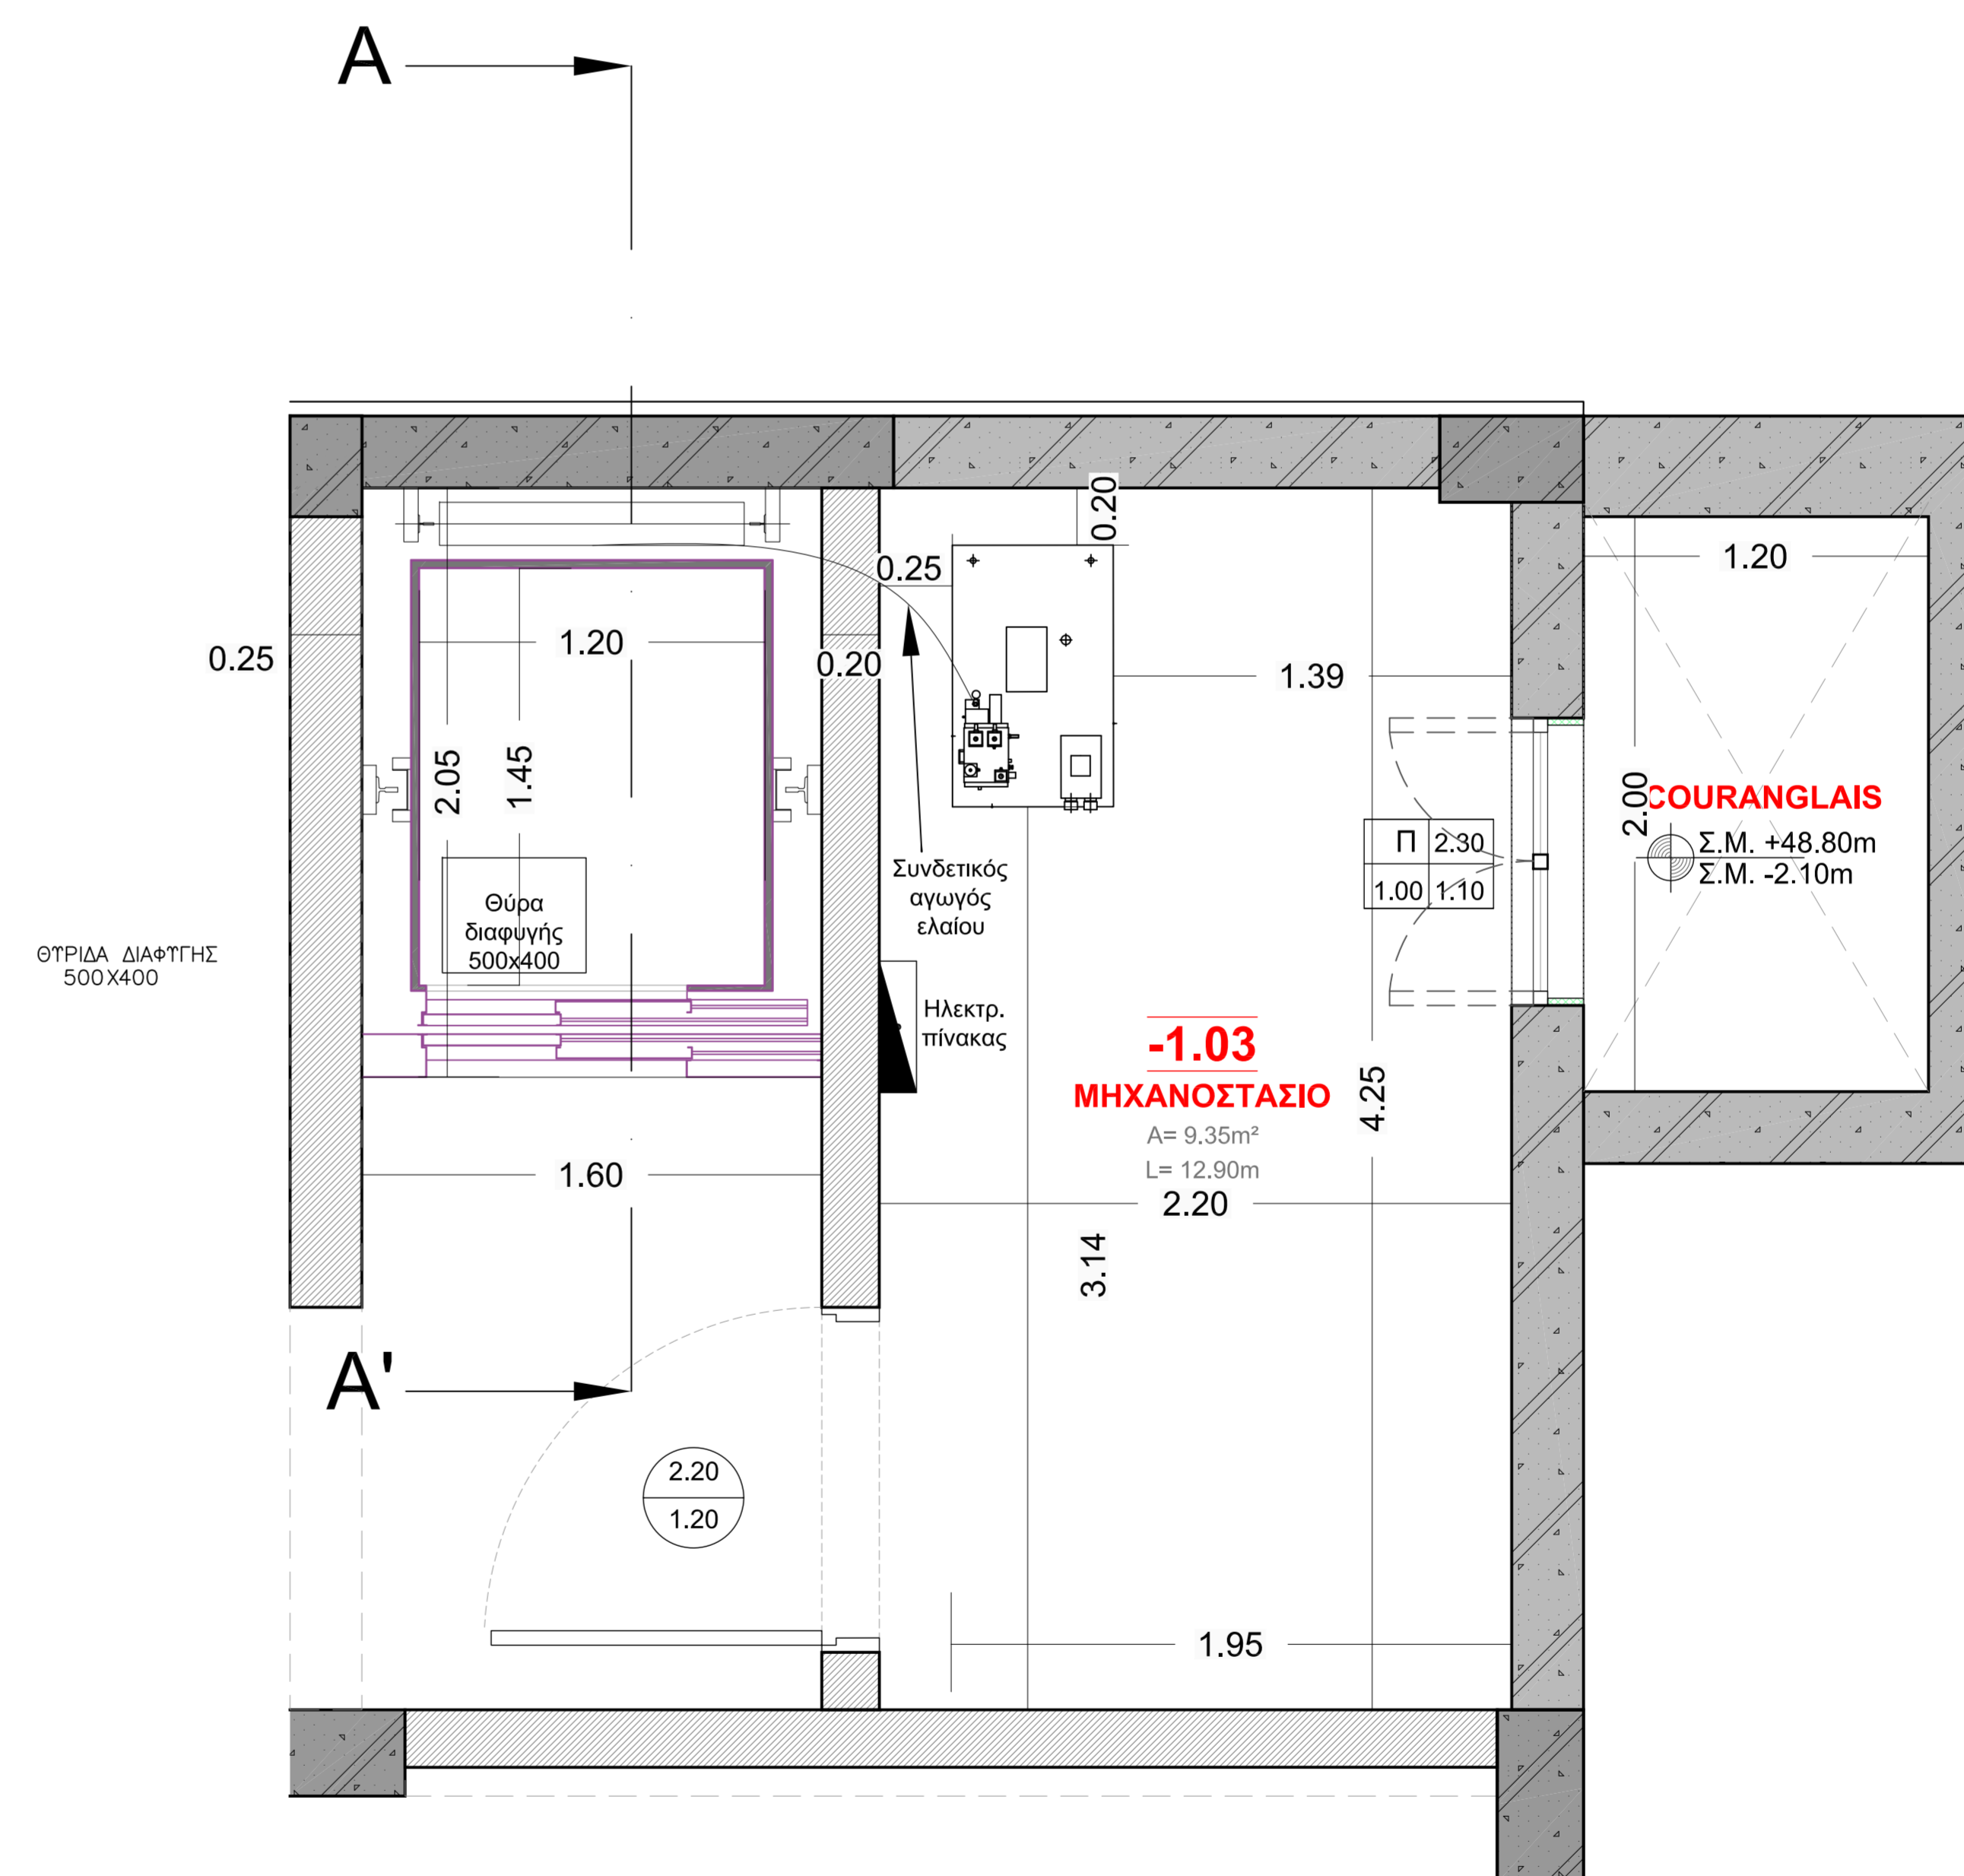 A
0.20
0.25
1.20
1.20
0.25
0.20
1.39
2.05
1.45
2.00
COURANGLAIS
Σ.Μ. +48.80m
Σ.Μ. -2.10m
Π 2.30
1.00 1.10
Συνδετικός
αγωγός
ελαίου
Θύρα
διαφυγής
500x400
ΘΥΡΙΔΑ ΔΙΑΦΥΓΗΣ
500X400
Ηλεκτρ.
πίνακας
-1.03
ΜΗΧΑΝΟΣΤΑΣΙΟ
A= 9.35m²
L= 12.90m
4.25
1.60
2.20
3.14
A'
2.20
1.20
1.95